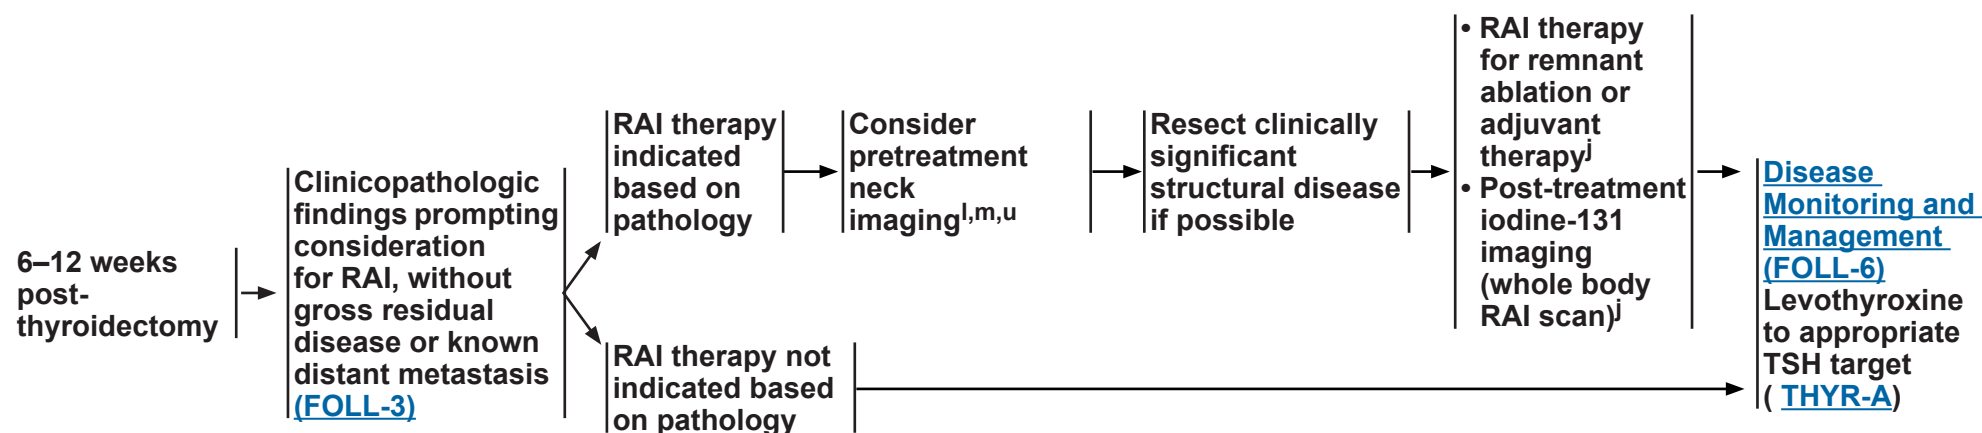 6–12 weeks
post-
thyroidectomy
Clinicopathologic
findings prompting
consideration
for RAI, without
gross residual
disease or known
distant metastasis
(FOLL-3)
RAI therapy
indicated
based on
pathology
Consider
pretreatment
neck
imagingl,m,u
Resect clinically
significant
structural disease
if possible
• RAI therapy
for remnant
ablation or
adjuvant
therapyj
• Post-treatment
iodine-131
imaging
(whole body
RAI scan)j
RAI therapy not
indicated based
on pathology
Disease
Monitoring and
Management
(FOLL-6)
Levothyroxine
to appropriate
TSH target
( THYR-A)